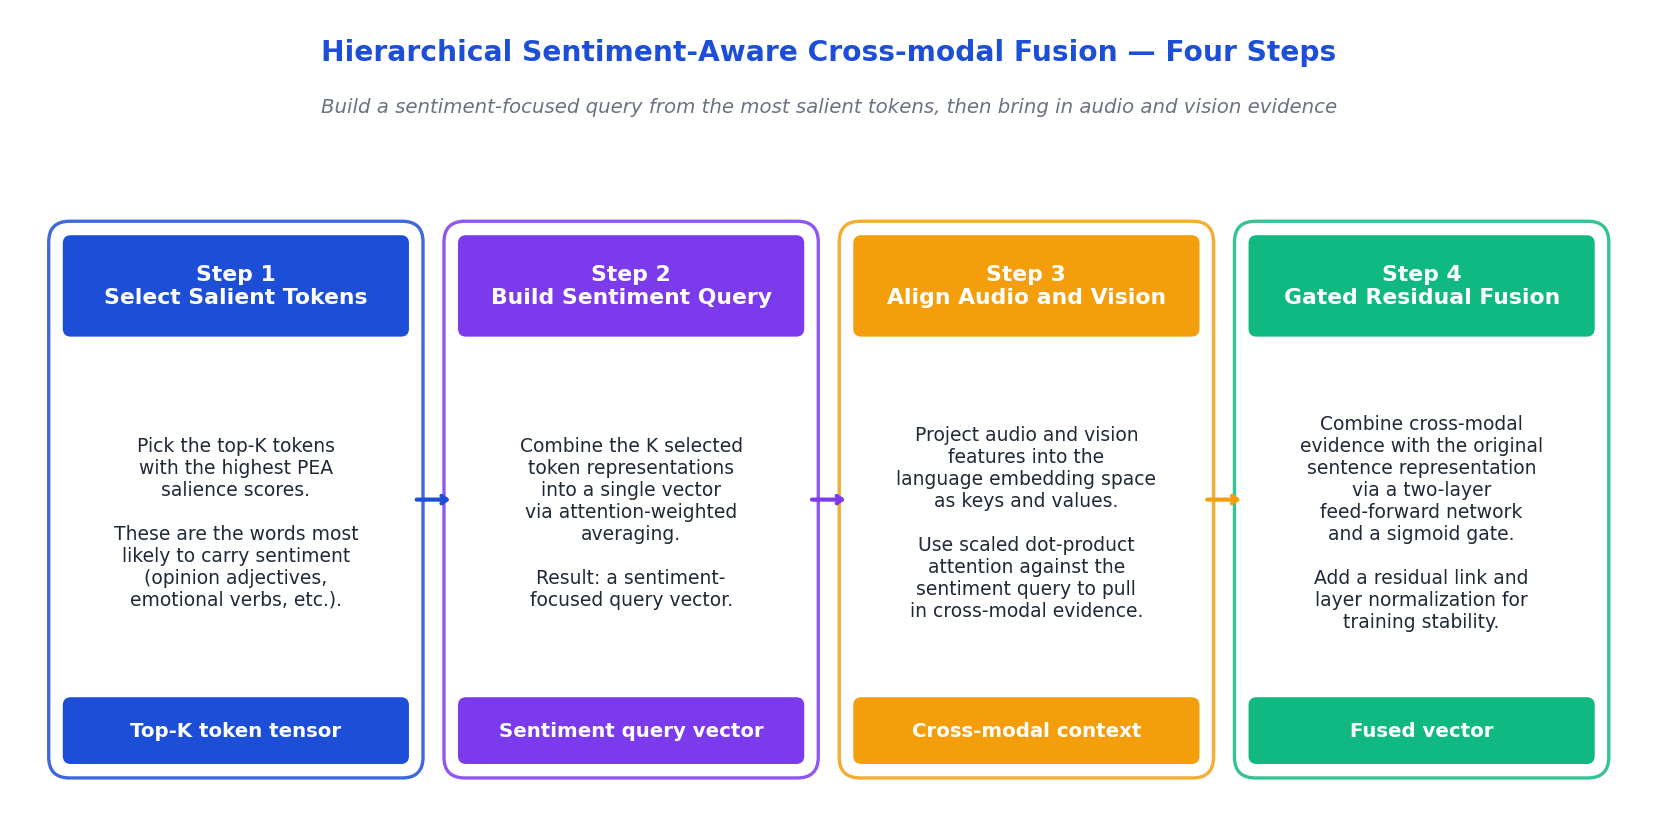 Hierarchical Sentiment-Aware Cross-modal Fusion — Four Steps
Build a sentiment-focused query from the most salient tokens, then bring in audio and vision evidence
Step 1
Select Salient Tokens
Pick the top-K tokens
with the highest PEA
salience scores.
These are the words most
likely to carry sentiment
(opinion adjectives,
emotional verbs, etc.).
Top-K token tensor
Step 2
Build Sentiment Query
Combine the K selected
token representations
into a single vector
via attention-weighted
averaging.
Result: a sentiment-
focused query vector.
Sentiment query vector
Step 3
Align Audio and Vision
Project audio and vision
features into the
language embedding space
as keys and values.
Use scaled dot-product
attention against the
sentiment query to pull
in cross-modal evidence.
Cross-modal context
Step 4
Gated Residual Fusion
Combine cross-modal
evidence with the original
sentence representation
via a two-layer
feed-forward network
and a sigmoid gate.
Add a residual link and
layer normalization for
training stability.
Fused vector